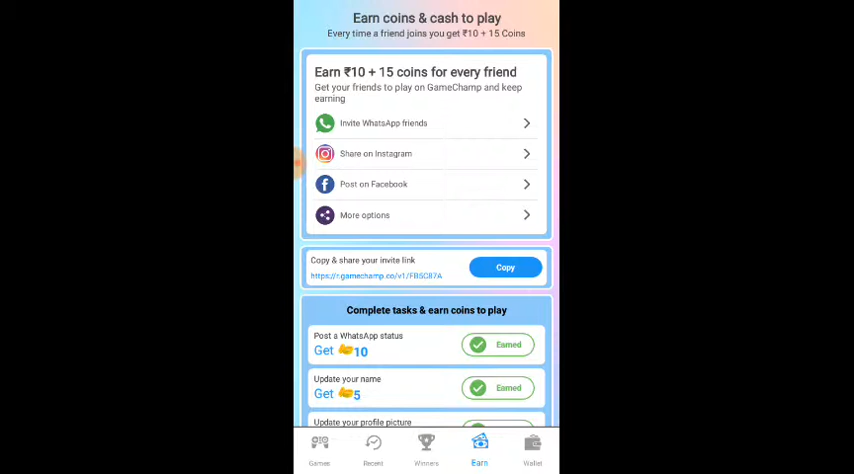 Earn coins & cash to play
Every time a friend joins you get ₹10 + 15 Coins
Earn ₹10 + 15 coins for every friend
Get your friends to play on GameChamp and keep
earning
Invite WhatsApp friends
Share on Instagram
Post on Facebook
More options
Copy & share your invite link
https://r.gamechamp.co/v1/FBSC87A
Copy
Complete tasks & earn coins to play
Post a WhatsApp status
Get 10
Earned
Update your name
Get 5
Earned
Update your profile picture
Games
Recent
Winners
Earn
Wallet